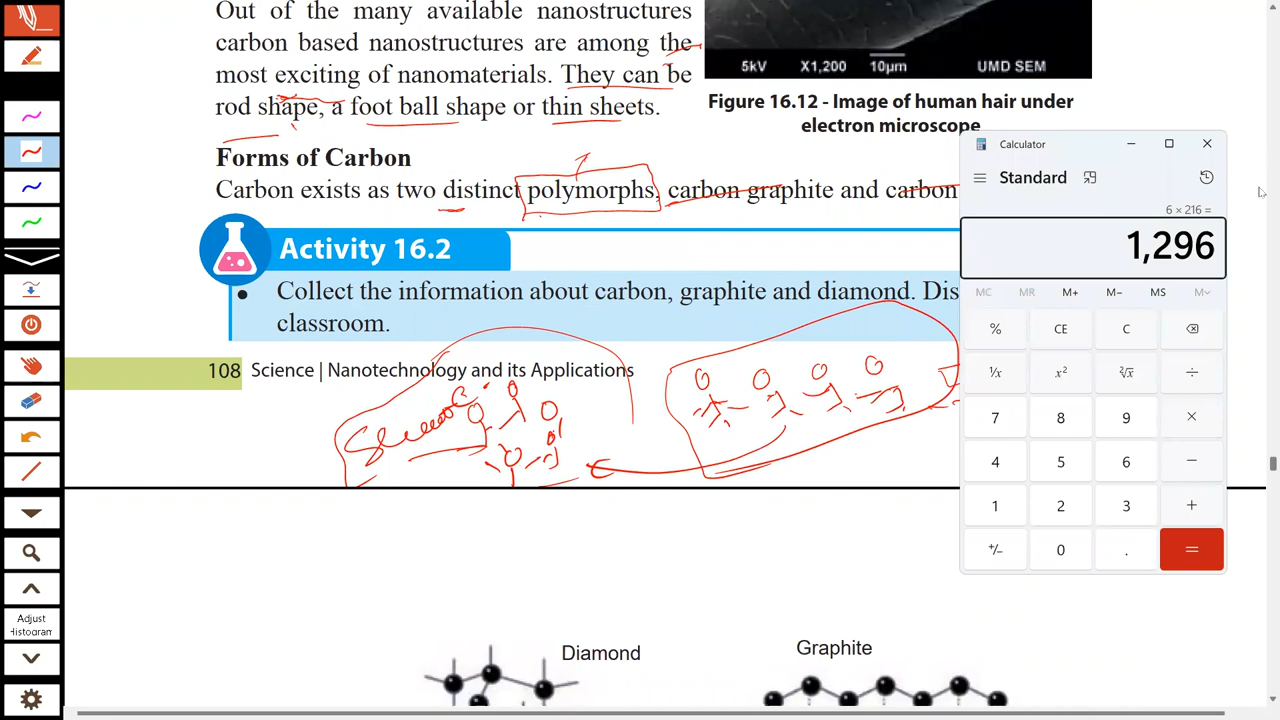 Out of the many available nanostructures
carbon based nanostructures are among the
most exciting of nanomaterials. They can be
rod shape, a foot ball shape or thin sheets.
5kV X1,200 10µm UMD SEM
Figure 16.12 - Image of human hair under
electron microscope
Forms of Carbon
Carbon exists as two distinct polymorphs, carbon graphite and carbon
Activity 16.2
• Collect the information about carbon, graphite and diamond. Dis
classroom.
108 Science | Nanotechnology and its Applications
Diamond
Graphite
Calculator
Standard
6 × 216 =
1,296
MC MR M+ M− MS M˅
% CE C
¹/x x² ²√x ÷
7 8 9 ×
4 5 6 −
1 2 3 +
+/− 0 . =
Adjust
Histogram